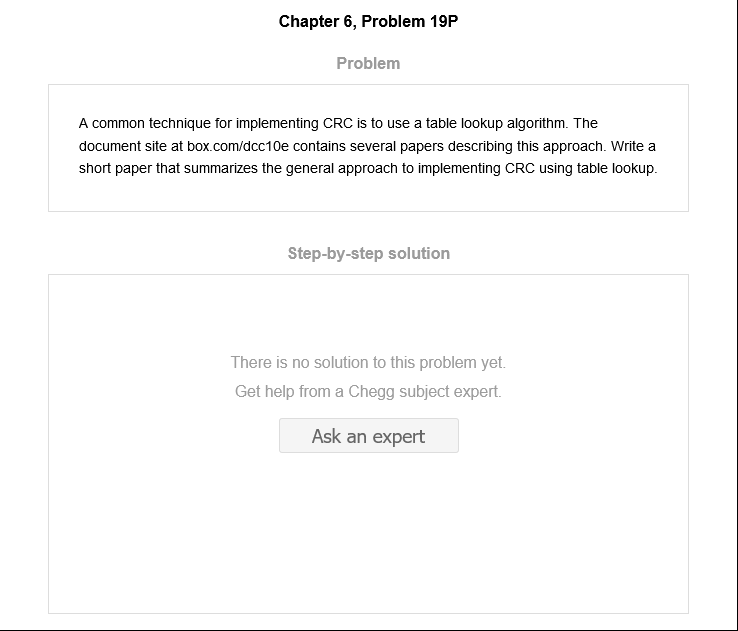 Chapter 6, Problem 19P
Problem
A common technique for implementing CRC is to use a table lookup algorithm. The
document site at box.com/dcc10e contains several papers describing this approach. Write a
short paper that summarizes the general approach to implementing CRC using table lookup.
Step-by-step solution
There is no solution to this problem yet.
Get help from a Chegg subject expert.
Ask an expert